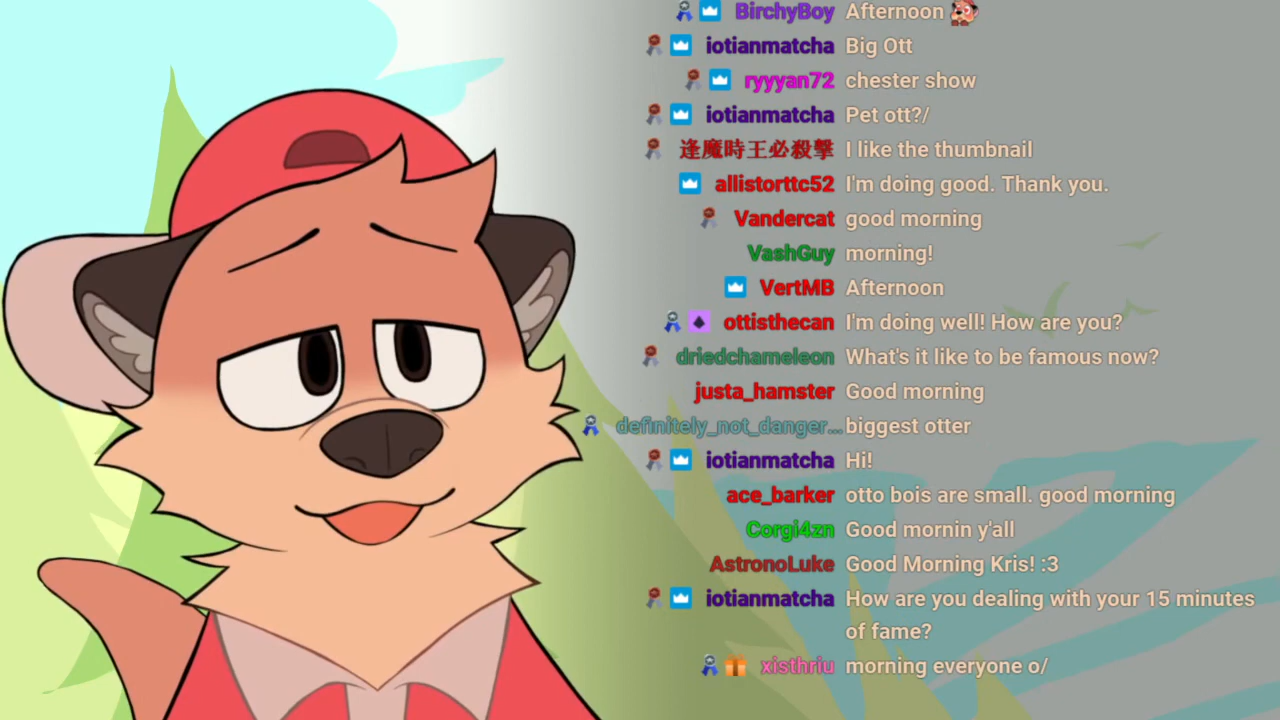 BirchyBoy Afternoon
iotianmatcha Big Ott
ryyyan72 chester show
iotianmatcha Pet ott?/
逢魔時王必殺擊 I like the thumbnail
allistorttc52 I'm doing good. Thank you.
Vandercat good morning
VashGuy morning!
VertMB Afternoon
ottisthecan I'm doing well! How are you?
driedchameleon What's it like to be famous now?
justa_hamster Good morning
definitely_not_danger... biggest otter
iotianmatcha Hi!
ace_barker otto bois are small. good morning
Corgi4zn Good mornin y'all
AstronoLuke Good Morning Kris! :3
iotianmatcha How are you dealing with your 15 minutes
of fame?
xisthriu morning everyone o/